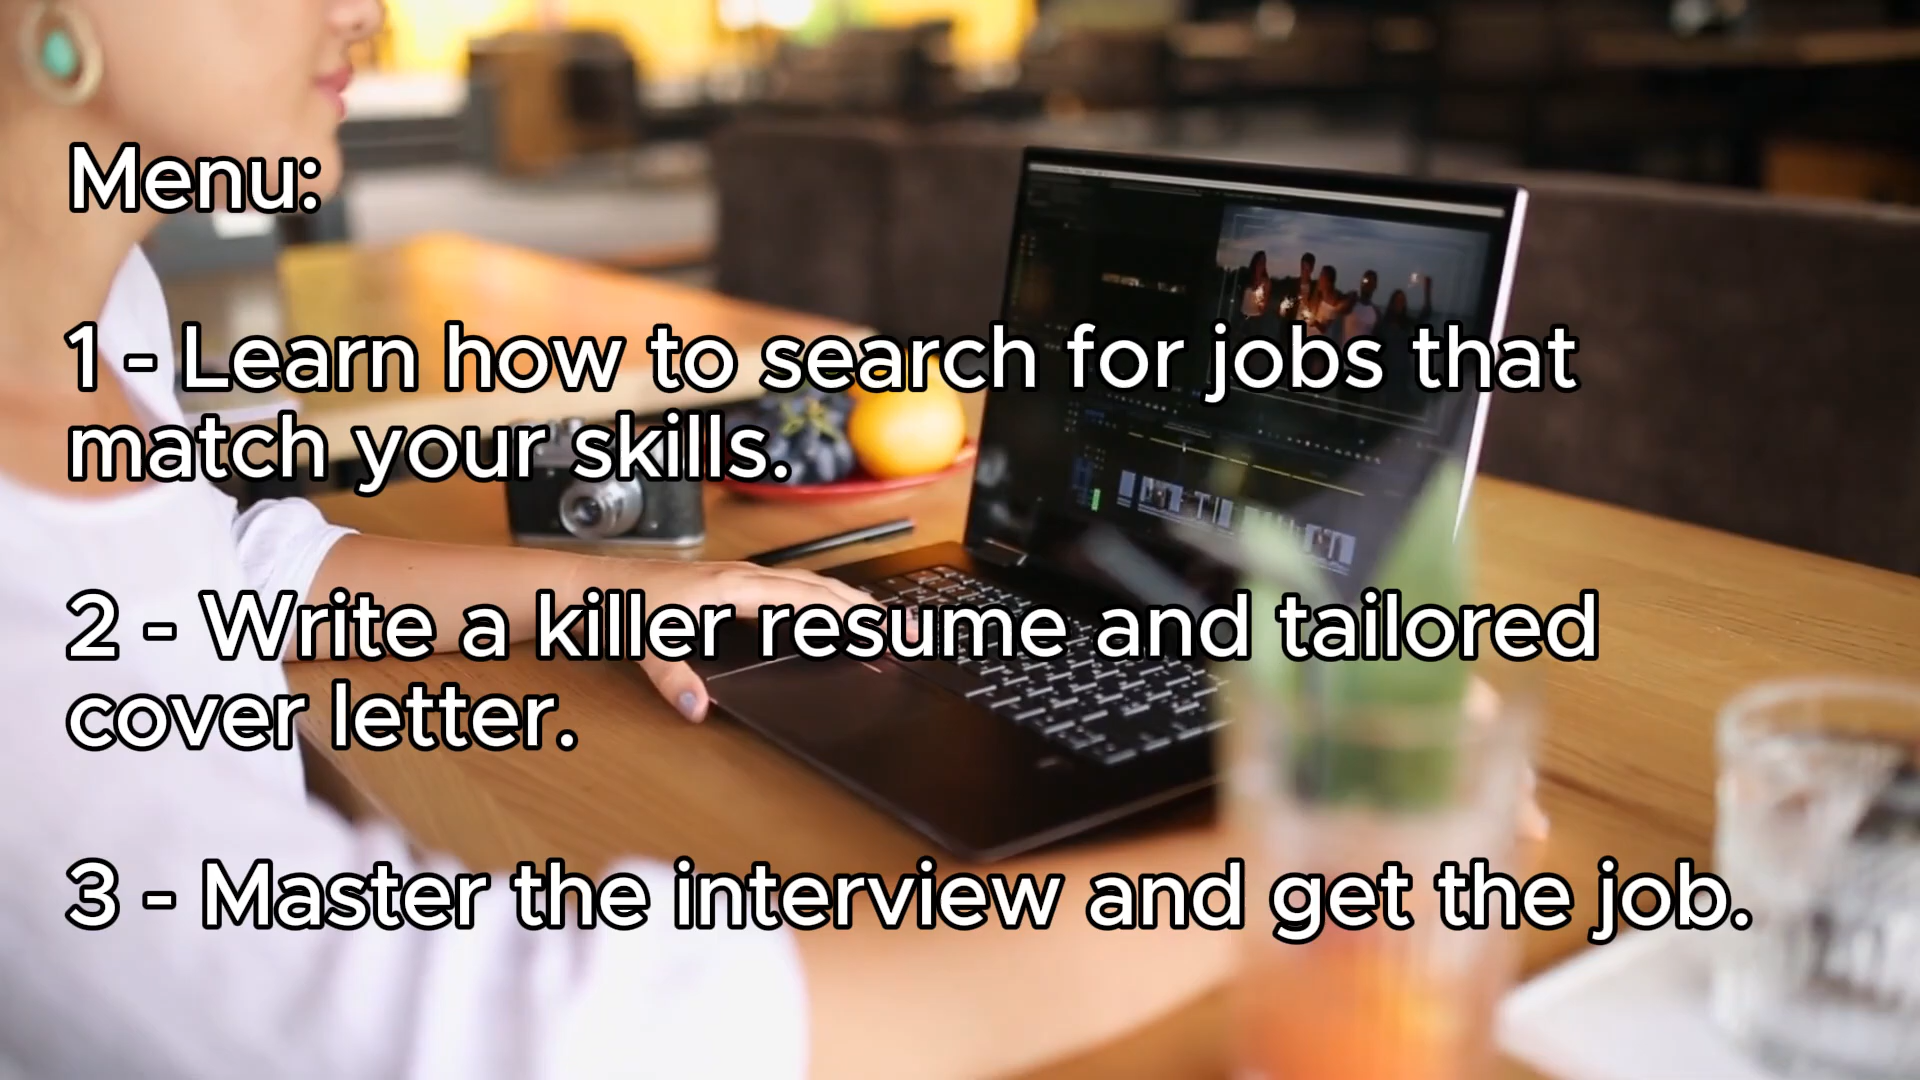 Menu:
1 - Learn how to search for jobs that
match your skills.
2 - Write a killer resume and tailored
cover letter.
3 - Master the interview and get the job.